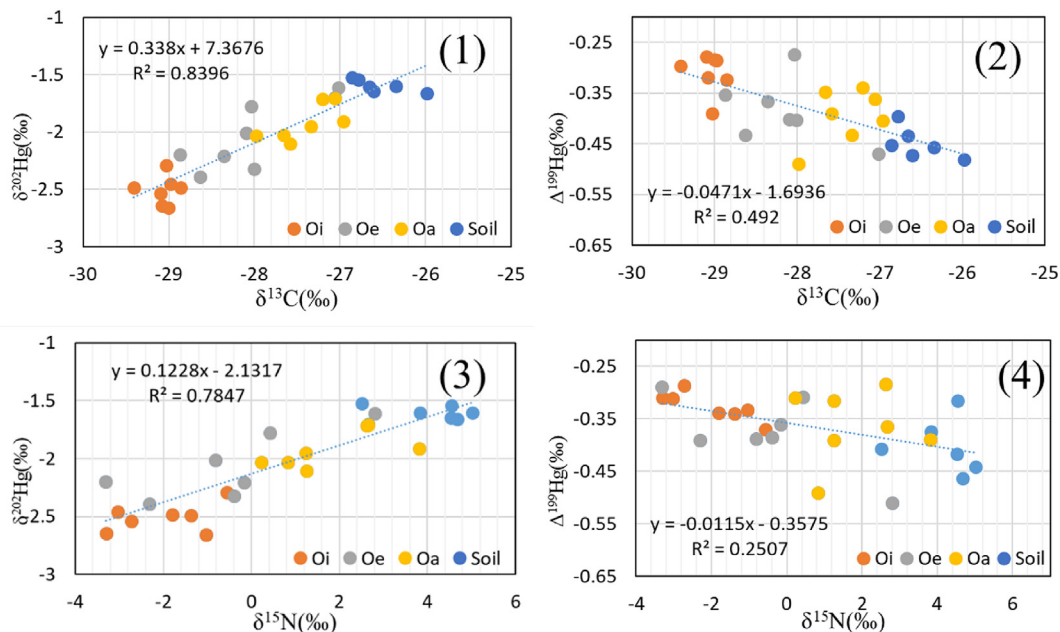 -1
-1.5
-2
-2.5
-3
δ²⁰²Hg(‰)
y = 0.338x + 7.3676
R² = 0.8396
(1)
Oi Oe Oa Soil
-30 -29 -28 -27 -26 -25
δ¹³C(‰)
-0.25
-0.35
-0.45
-0.55
-0.65
Δ¹⁹⁹Hg(‰)
(2)
y = -0.0471x - 1.6936
R² = 0.492
Oi Oe Oa Soil
-30 -29 -28 -27 -26 -25
δ¹³C(‰)
-1
-1.5
-2
-2.5
-3
δ²⁰²Hg(‰)
y = 0.1228x - 2.1317
R² = 0.7847
(3)
Oi Oe Oa Soil
-4 -2 0 2 4 6
δ¹⁵N(‰)
-0.25
-0.35
-0.45
-0.55
-0.65
Δ¹⁹⁹Hg(‰)
(4)
y = -0.0115x - 0.3575
R² = 0.2507
Oi Oe Oa Soil
-4 -2 0 2 4 6
δ¹⁵N(‰)